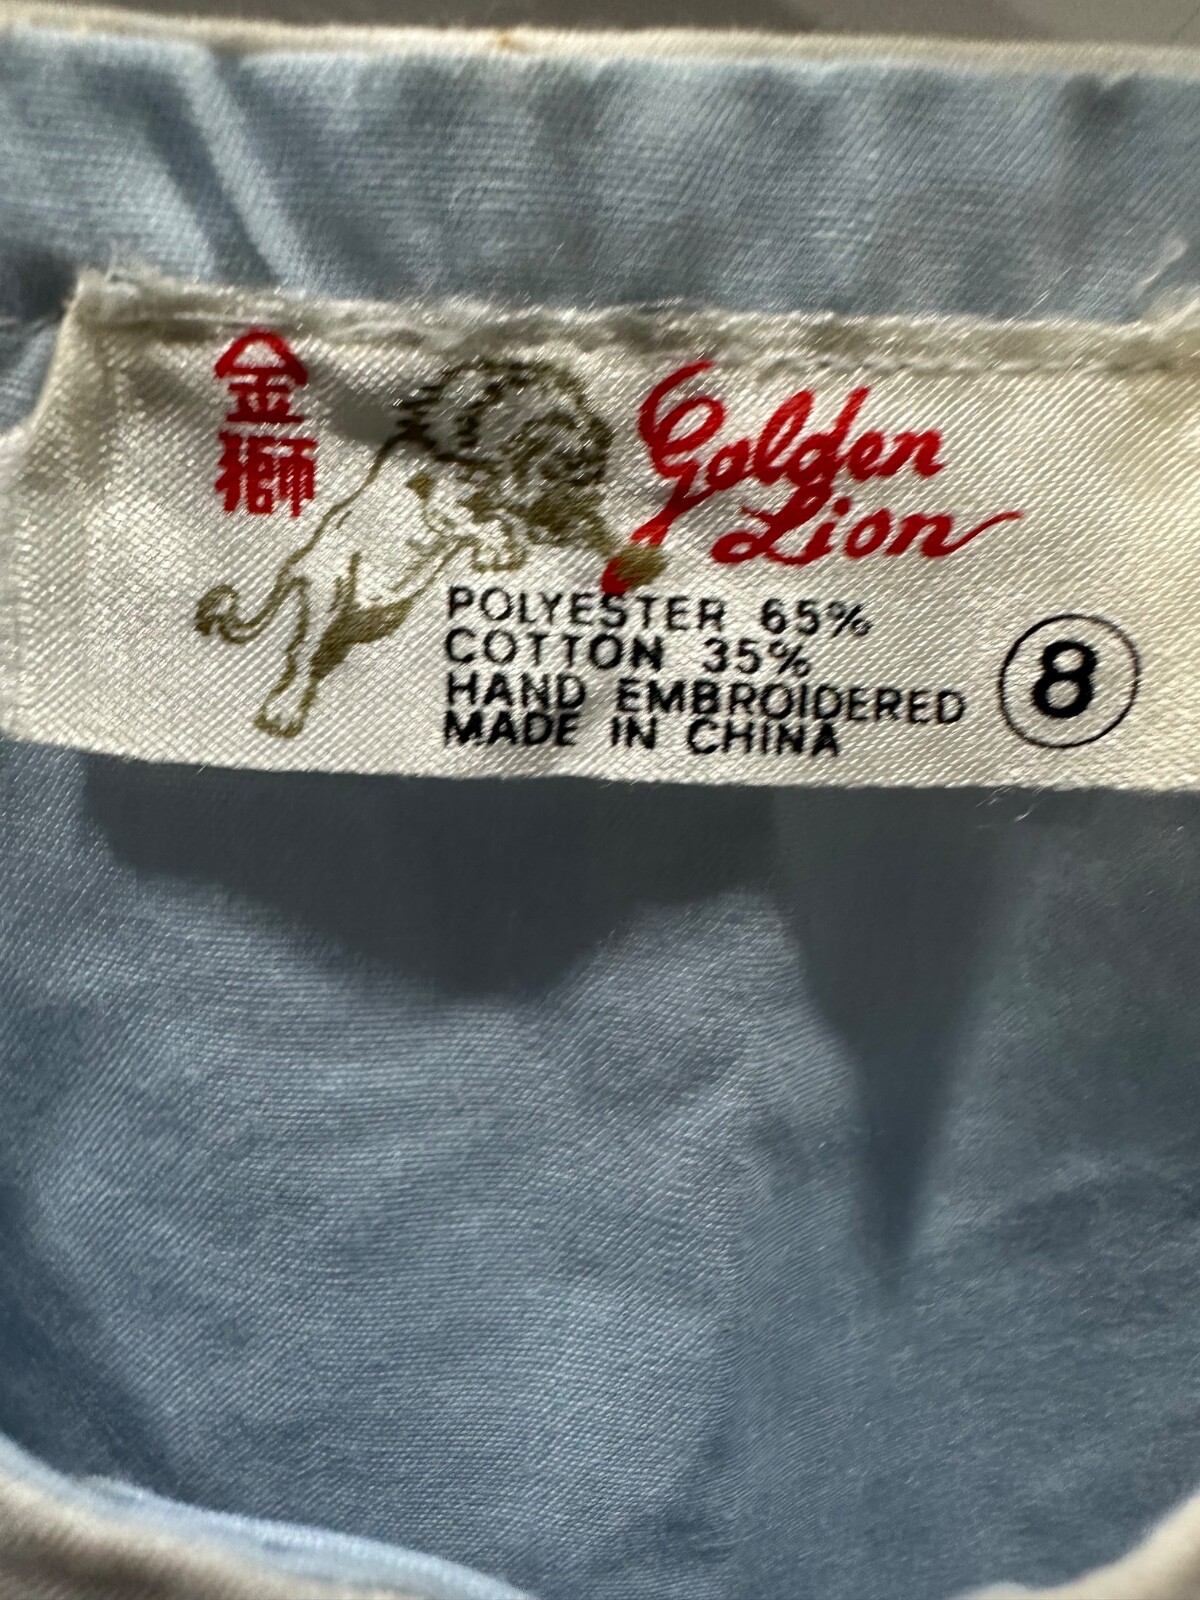 金獅
Golden
Lion
POLYESTER 65%
COTTON 35%
HAND EMBROIDERED
MADE IN CHINA
8